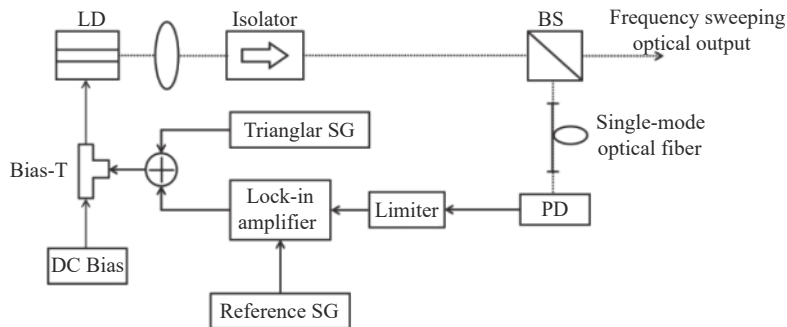 LD
Isolator
BS
Frequency sweeping
optical output
Trianglar SG
Single-mode
optical fiber
Bias-T
Lock-in
amplifier
Limiter
PD
DC Bias
Reference SG